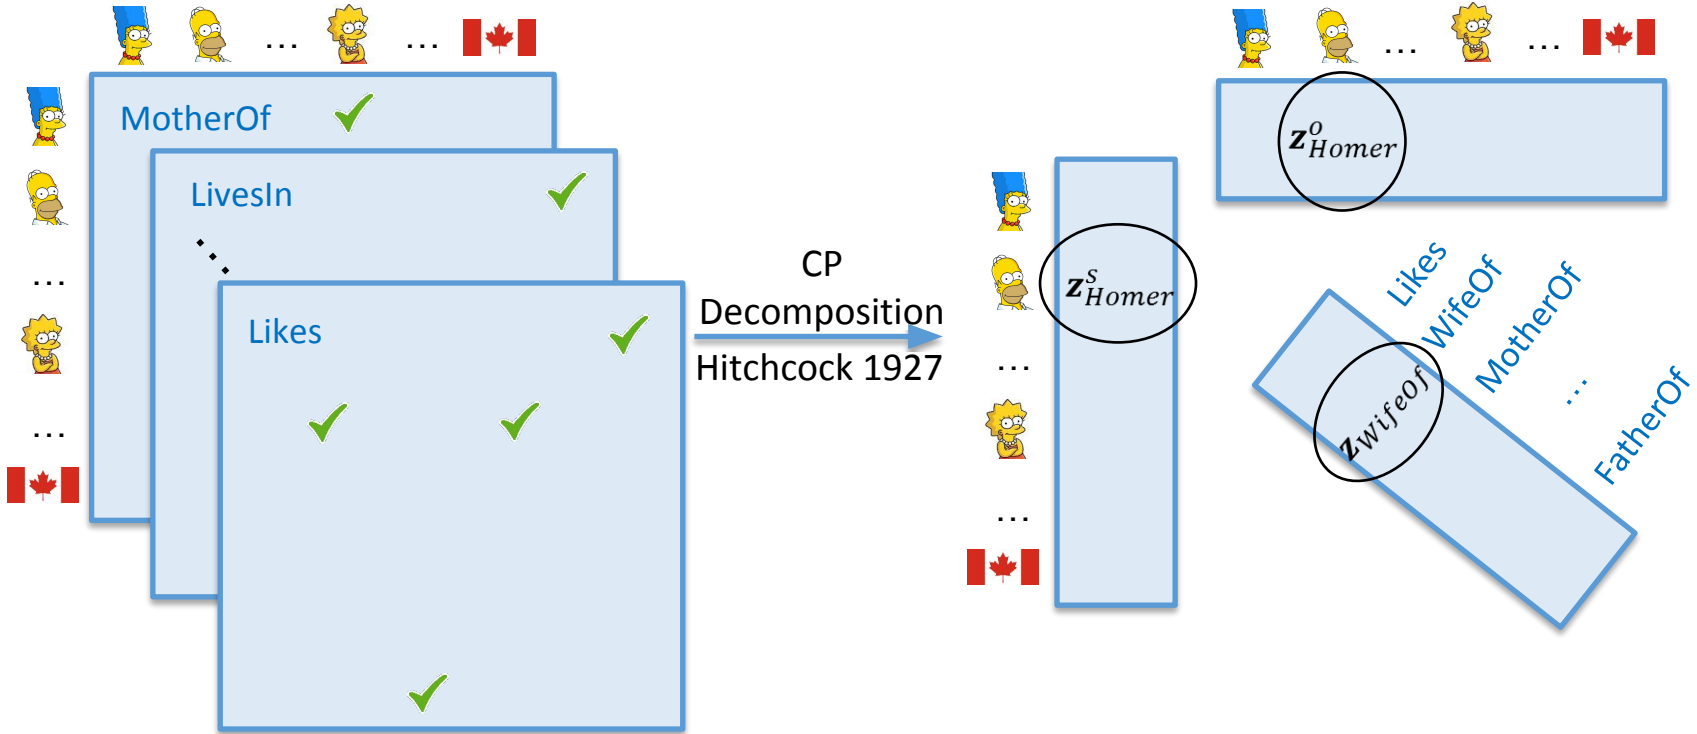 ... ...
MotherOf
LivesIn
...
...
Likes
...
CP
Decomposition
Hitchcock 1927
... ...
z^o_Homer
z^s_Homer
...
...
Likes
WifeOf
MotherOf
...
FatherOf
z_WifeOf